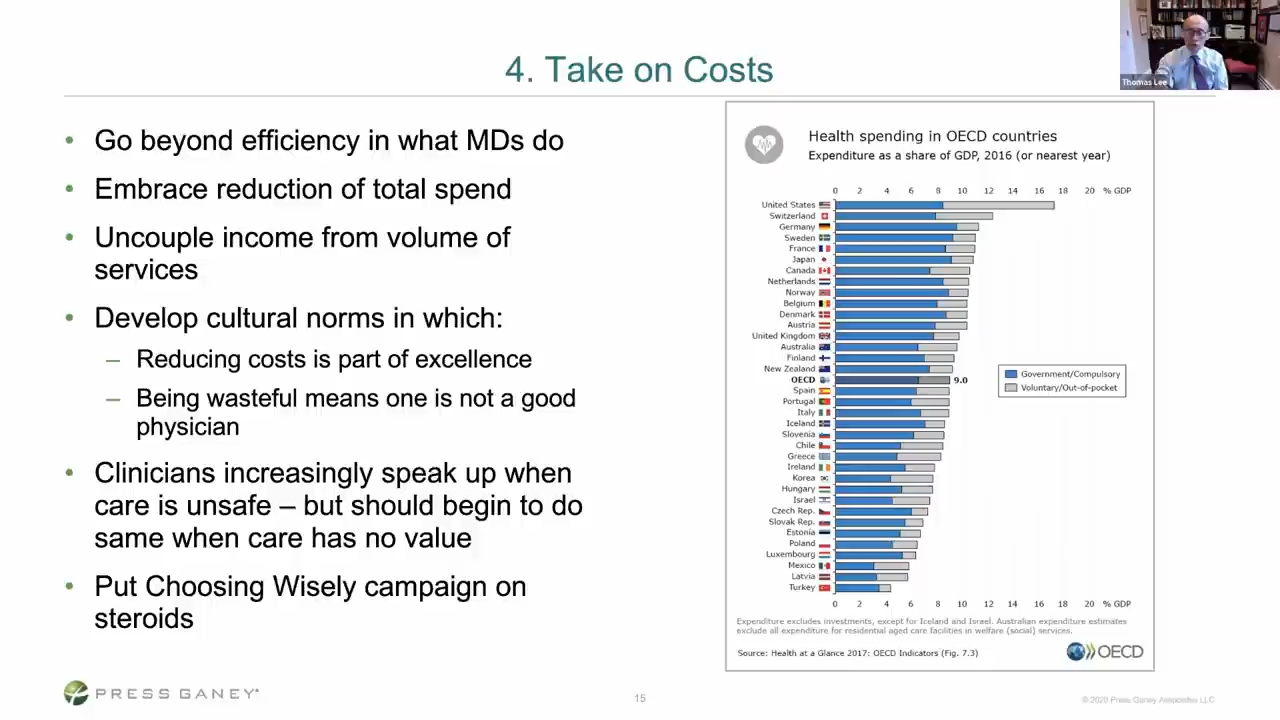 4. Take on Costs
Thomas Lee
• Go beyond efficiency in what MDs do
• Embrace reduction of total spend
• Uncouple income from volume of
services
• Develop cultural norms in which:
– Reducing costs is part of excellence
– Being wasteful means one is not a good
physician
• Clinicians increasingly speak up when
care is unsafe – but should begin to do
same when care has no value
• Put Choosing Wisely campaign on
steroids
Health spending in OECD countries
Expenditure as a share of GDP, 2016 (or nearest year)
0 2 4 6 8 10 12 14 16 18 20 % GDP
United States
Switzerland
Germany
Sweden
France
Japan
Canada
Netherlands
Norway
Belgium
Denmark
Austria
United Kingdom
Australia
Finland
New Zealand
OECD 9.0
Spain
Portugal
Italy
Iceland
Slovenia
Chile
Greece
Ireland
Korea
Hungary
Israel
Czech Rep.
Slovak Rep.
Estonia
Poland
Luxembourg
Mexico
Latvia
Turkey
Government/Compulsory
Voluntary/Out-of-pocket
0 2 4 6 8 10 12 14 16 18 20 % GDP
Expenditure excludes investments, except for Iceland and Israel. Australian expenditure estimates
exclude all expenditure for residential aged care facilities in welfare (social) services.
Source: Health at a Glance 2017: OECD Indicators (Fig. 7.3)
OECD
PRESS GANEY
15
© 2020 Press Ganey Associates LLC